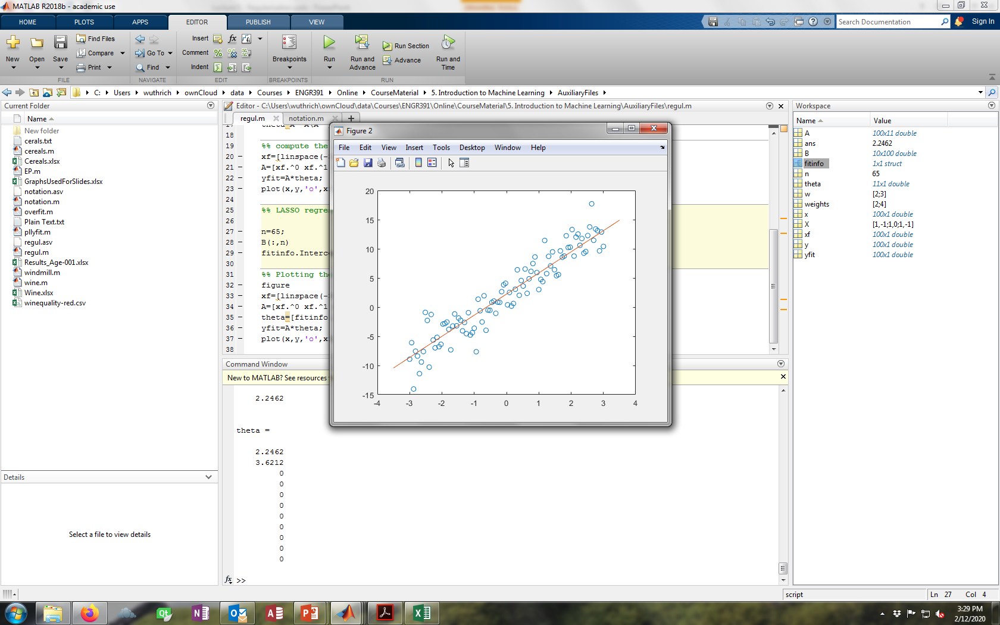 MATLAB R2018b - academic use
HOME PLOTS APPS EDITOR PUBLISH VIEW
Search Documentation Sign In
New Open Save Find Files Compare Print
Go To Find
Insert fx
Comment
Indent
Breakpoints
Run Run and Advance Run Section Advance Run and Time
FILE NAVIGATE EDIT BREAKPOINTS RUN
C: Users wuthrich ownCloud data Courses ENGR391 Online CourseMaterial 5. Introduction to Machine Learning AuxiliaryFiles
Current Folder
Name
New folder
cerals.txt
cereals.m
Cereals.xlsx
EP.m
GraphsUsedForSlides.xlsx
notation.asv
notation.m
overfit.m
Plain Text.txt
pllyfit.m
regul.asv
regul.m
Results_Age-001.xlsx
windmill.m
wine.m
Wine.xlsx
winequality-red.csv
Details
Select a file to view details
Editor - C:\Users\wuthrich\ownCloud\data\Courses\ENGR391\Online\CourseMaterial\5. Introduction to Machine Learning\AuxiliaryFiles\regul.m
regul.m notation.m
18
19 %% compute the
20 xf=[linspace(-
21 A=[xf.^0 xf.^1
22 yfit=A*theta;
23 plot(x,y,'o',x
24
25 %% LASSO regre
26
27 n=65;
28 B(:,n)
29 fitinfo.Interc
30
31 %% Plotting th
32 figure
33 xf=[linspace(-
34 A=[xf.^0 xf.^1
35 theta=[fitinfo
36 yfit=A*theta;
37 plot(x,y,'o',x
38
Figure 2
File Edit View Insert Tools Desktop Window Help
20
15
10
5
0
-5
-10
-15
-4 -3 -2 -1 0 1 2 3 4
Command Window
New to MATLAB? See resources
2.2462
theta =
2.2462
3.6212
0
0
0
0
0
0
0
0
0
fx >>
Workspace
Name Value
A 100x11 double
ans 2.2462
B 10x100 double
fitinfo 1x1 struct
n 65
theta 11x1 double
w [2;3]
weights [2;4]
x 100x1 double
X [1,-1;1,0;1,-1]
xf 100x1 double
y 100x1 double
yfit 100x1 double
script Ln 27 Col 4
3:29 PM
2/12/2020